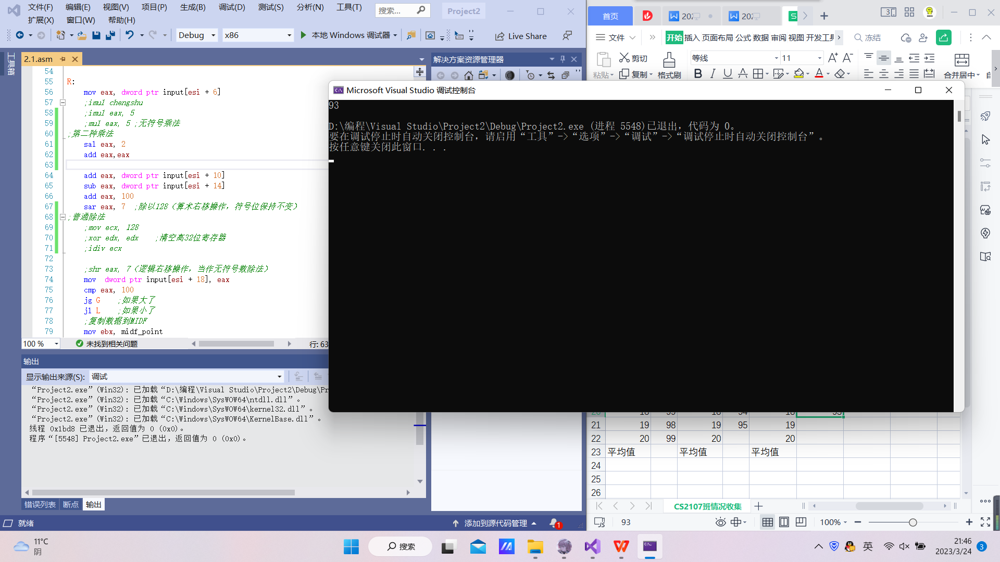 文件(F) 编辑(E) 视图(V) 项目(P) 生成(B) 调试(D) 测试(S) 分析(N) 工具(T) 搜索... Project2
扩展(X) 窗口(W) 帮助(H)
Debug x86 本地 Windows 调试器 Live Share
工具箱
2.1.asm
54
55 R:
56 mov eax, dword ptr input[esi + 6]
57 ;imul chengshu
58 ;imul eax, 5
59 ;mul eax, 5 ;无符号乘法
60 ;第二种乘法
61 sal eax, 2
62 add eax,eax
63
64 add eax, dword ptr input[esi + 10]
65 sub eax, dword ptr input[esi + 14]
66 add eax, 100
67 sar eax, 7 ;除以128（算术右移操作，符号位保持不变）
68 ;普通除法
69 ;mov ecx, 128
70 ;xor edx, edx ;清空高32位寄存器
71 ;idiv ecx
72
73 ;shr eax, 7（逻辑右移操作，当作无符号数除法）
74 mov dword ptr input[esi + 18], eax
75 cmp eax, 100
76 jg G ;如果大了
77 jl L ;如果小了
78 ;复制数据到MIDF
79 mov ebx, midf_point
100 % 未找到相关问题 行: 63
输出
显示输出来源(S): 调试
“Project2.exe”(Win32): 已加载“D:\编程\Visual Studio\Project2\Debug\Pr
“Project2.exe”(Win32): 已加载“C:\Windows\SysWOW64\ntdll.dll”。
“Project2.exe”(Win32): 已加载“C:\Windows\SysWOW64\kernel32.dll”。
“Project2.exe”(Win32): 已加载“C:\Windows\SysWOW64\KernelBase.dll”。
线程 0x1bd8 已退出，返回值为 0 (0x0)。
程序“[5548] Project2.exe”已退出，返回值为 0 (0x0)。
错误列表 断点 输出
就绪 添加到源代码管理 1
解决方案资源管理器
Microsoft Visual Studio 调试控制台
93
D:\编程\Visual Studio\Project2\Debug\Project2.exe (进程 5548)已退出，代码为 0。
要在调试停止时自动关闭控制台，请启用“工具”->“选项”->“调试”->“调试停止时自动关闭控制台”。
按任意键关闭此窗口. . .
首页 W 202 W 202 S 3
文件 开始 插入 页面布局 公式 数据 审阅 视图 开发工具 冻结
粘贴 剪切 复制 格式刷 等线 11 B I U A 合并居中 自
20 18 99 18 94 18 93
21 19 98 19 95 19
22 20 99 20 20
23 平均值 平均值 平均值
24
25
26
CS2107班情况收集
93 100%
11°C
阴
搜索
英
21:46
2023/3/24 3